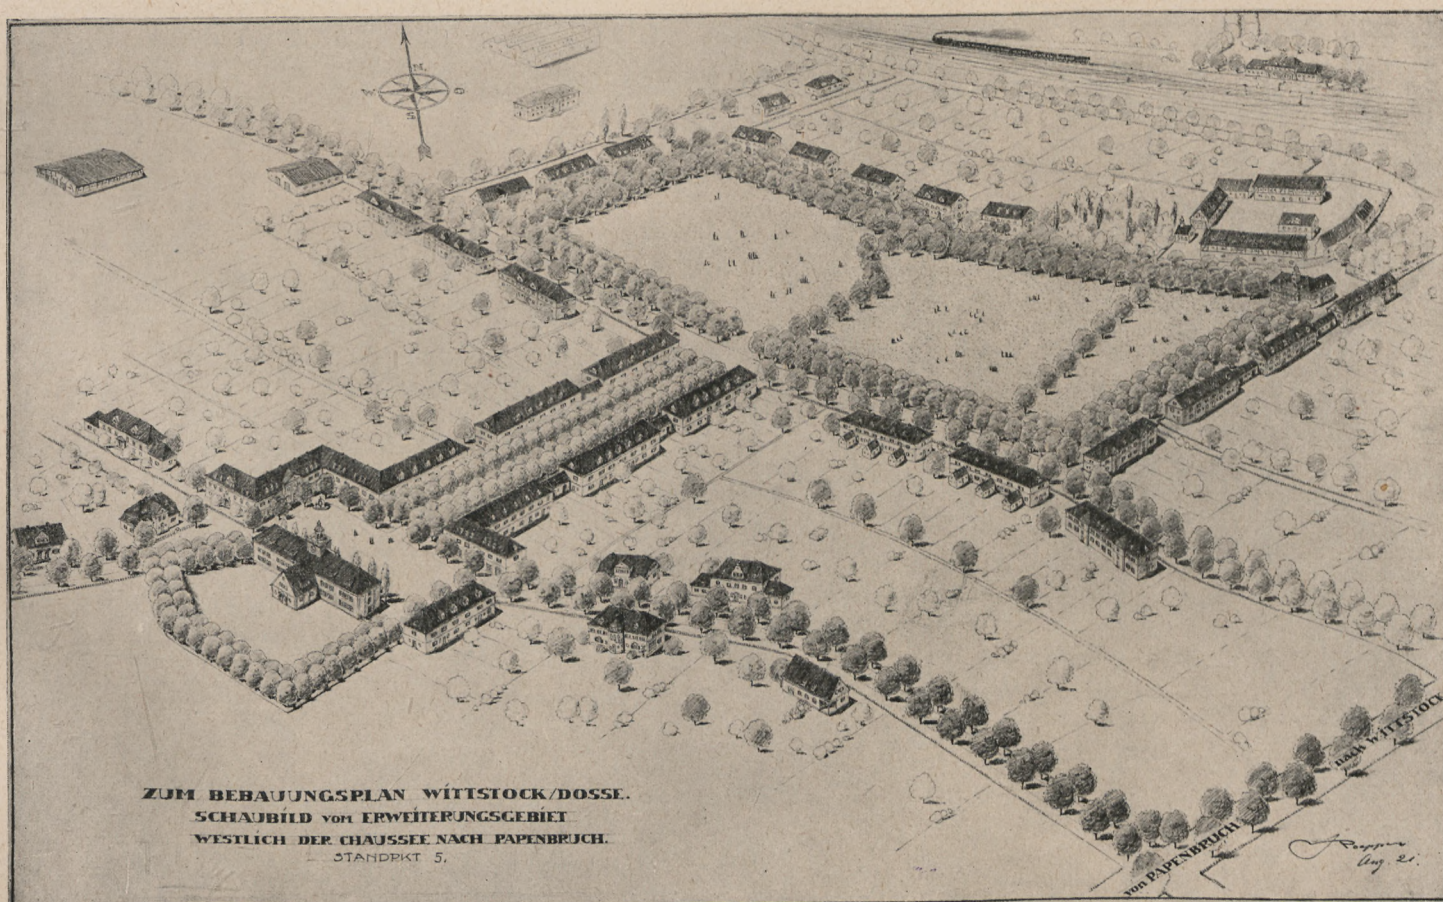 N.
W
O
S
ZUM BEBAUUNGSPLAN WITTSTOCK/DOSSE.
SCHAUBILD VOM ERWEITERUNGSGEBIET
WESTLICH DER CHAUSSEE NACH PAPENBRUCH.
STANDPKT 5.
nach WITTSTOCK
von PAPENBRUCH
Aug. 21.